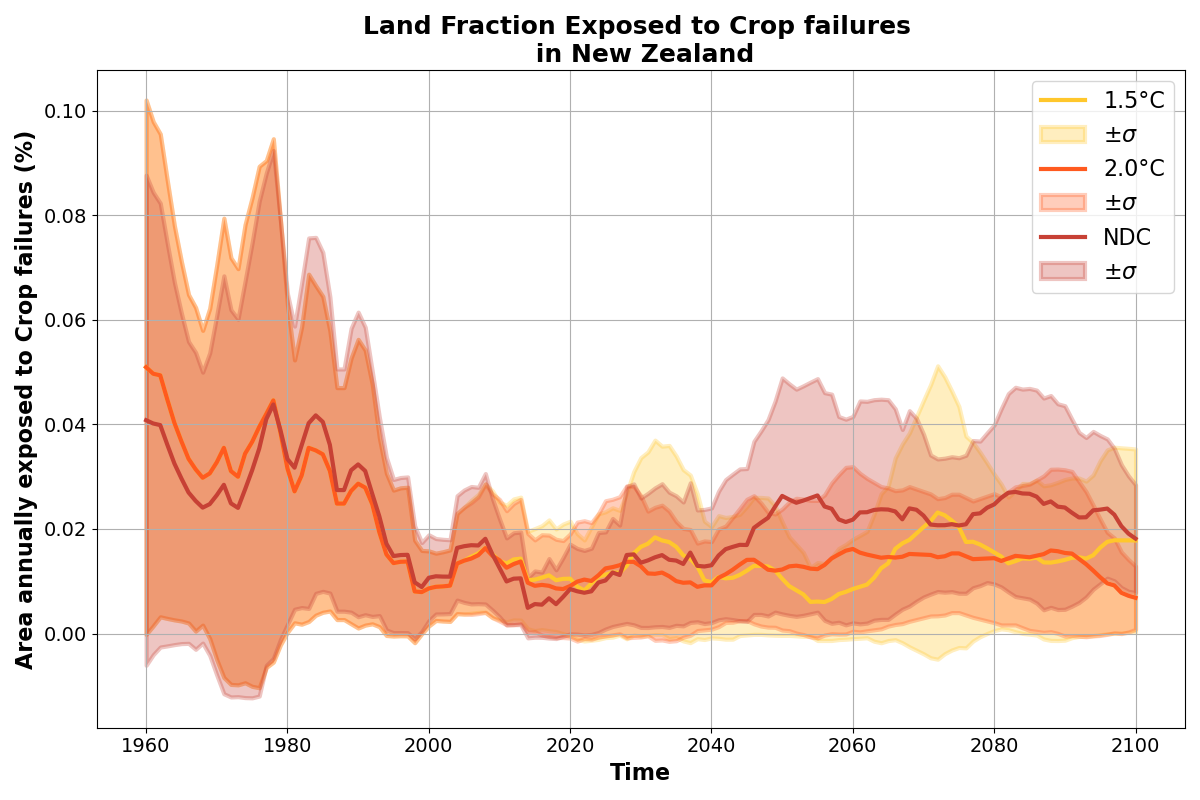 Land Fraction Exposed to Crop failures
in New Zealand
Area annually exposed to Crop failures (%)
0.10
0.08
0.06
0.04
0.02
0.00
1960
1980
2000
2020
2040
2060
2080
2100
Time
1.5°C
±σ
2.0°C
±σ
NDC
±σ